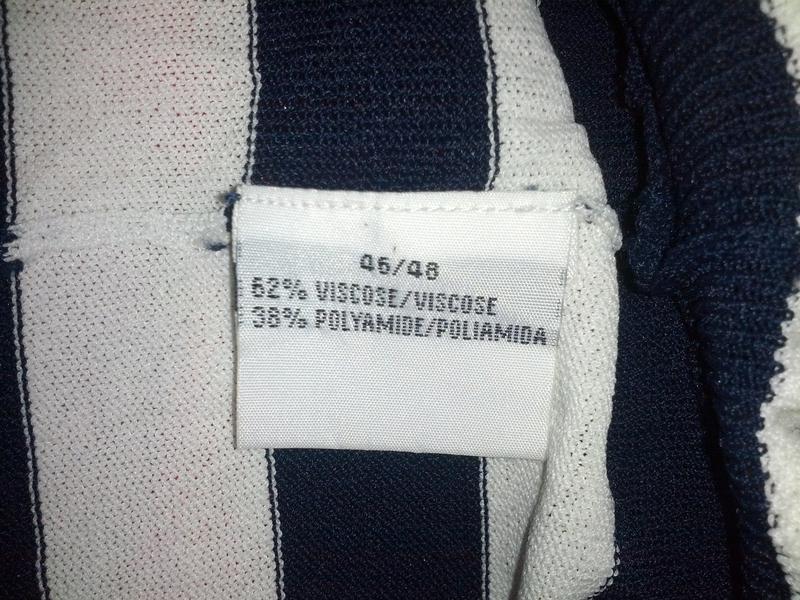 46/48
62% VISCOSE/VISCOSE
38% POLYAMIDE/POLIAMIDA